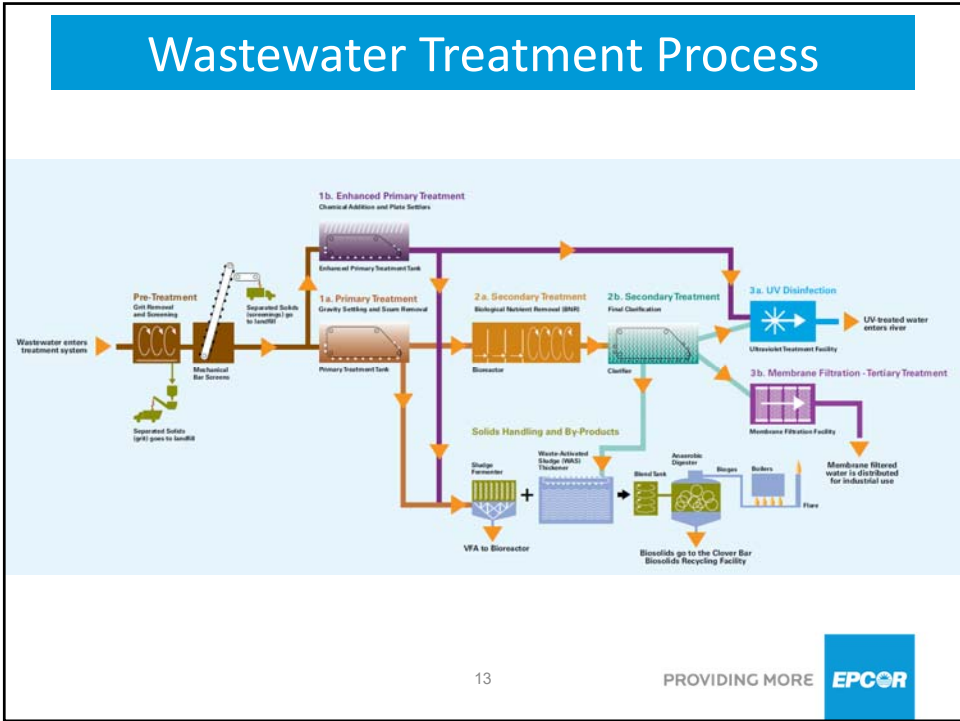 Wastewater Treatment Process
1b. Enhanced Primary Treatment
Chemical Addition and Plate Settlers
Enhanced Primary Treatment Tank
Pre-Treatment
Grit Removal
and Screening
Separated Solids
(screenings) go
to landfill
1a. Primary Treatment
Gravity Settling and Scum Removal
2a. Secondary Treatment
Biological Nutrient Removal (BNR)
2b. Secondary Treatment
Final Clarification
3a. UV Disinfection
UV-treated water
enters river
Ultraviolet Treatment Facility
Wastewater enters
treatment system
Mechanical
Bar Screens
Primary Treatment Tank
Bioreactor
Clarifier
3b. Membrane Filtration - Tertiary Treatment
Membrane Filtration Facility
Separated Solids
(grit) goes to landfill
Solids Handling and By-Products
Membrane filtered
water is distributed
for industrial use
Sludge
Fermenter
+
Waste-Activated
Sludge (WAS)
Thickener
Blend Tank
Anaerobic
Digester
Biogas
Boilers
Flare
VFA to Bioreactor
Biosolids go to the Clover Bar
Biosolids Recycling Facility
13
PROVIDING MORE
EPCOR